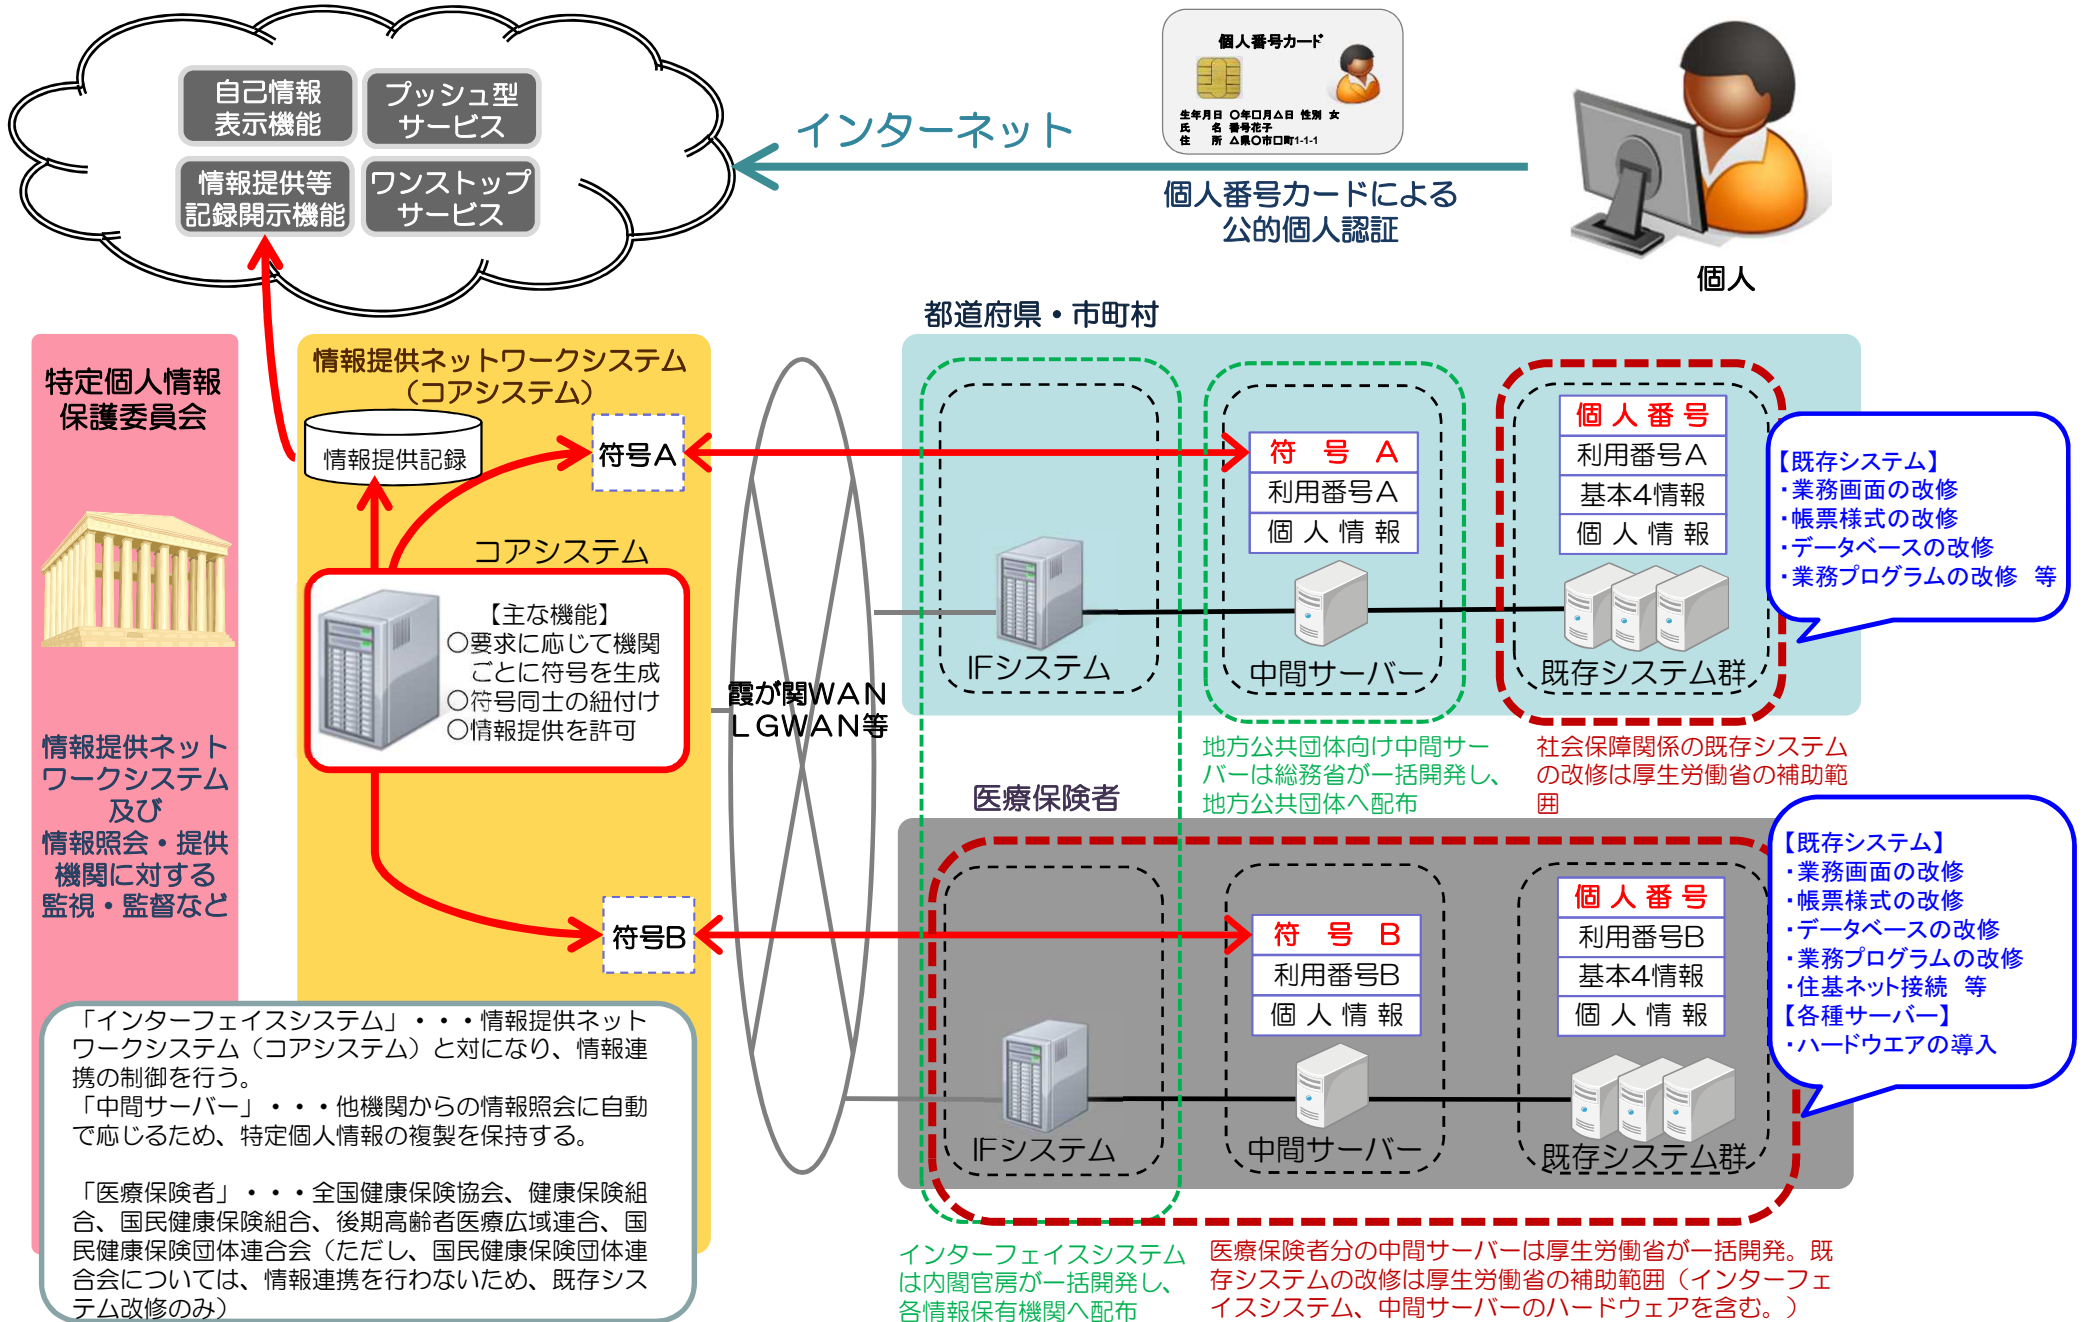 自己情報
表示機能
プッシュ型
サービス
情報提供等
記録開示機能
ワンストップ
サービス
インターネット
個人番号カード
生年月日 〇年口月△日 性別 女
氏 名 番号花子
住 所 △県〇市口町1-1-1
個人番号カードによる
公的個人認証
個人
特定個人情報
保護委員会
情報提供ネット
ワークシステム
及び
情報照会・提供
機関に対する
監視・監督など
情報提供ネットワークシステム
（コアシステム）
情報提供記録
符号A
コアシステム
【主な機能】
〇要求に応じて機関
ごとに符号を生成
〇符号同士の紐付け
〇情報提供を許可
符号B
霞が関WAN
LGWAN等
都道府県・市町村
IFシステム
符 号 A
利用番号A
個人情報
中間サーバー
個人番号
利用番号A
基本4情報
個人情報
既存システム群
【既存システム】
・業務画面の改修
・帳票様式の改修
・データベースの改修
・業務プログラムの改修 等
地方公共団体向け中間サー
バーは総務省が一括開発し、
地方公共団体へ配布
社会保障関係の既存システム
の改修は厚生労働省の補助範
囲
医療保険者
IFシステム
符 号 B
利用番号B
個人情報
中間サーバー
個人番号
利用番号B
基本4情報
個人情報
既存システム群
【既存システム】
・業務画面の改修
・帳票様式の改修
・データベースの改修
・業務プログラムの改修
・住基ネット接続 等
【各種サーバー】
・ハードウエアの導入
「インターフェイスシステム」・・・情報提供ネット
ワークシステム（コアシステム）と対になり、情報連
携の制御を行う。
「中間サーバー」・・・他機関からの情報照会に自動
で応じるため、特定個人情報の複製を保持する。
「医療保険者」・・・全国健康保険協会、健康保険組
合、国民健康保険組合、後期高齢者医療広域連合、国
民健康保険団体連合会（ただし、国民健康保険団体連
合会については、情報連携を行わないため、既存シス
テム改修のみ）
インターフェイスシステム
は内閣官房が一括開発し、
各情報保有機関へ配布
医療保険者分の中間サーバーは厚生労働省が一括開発。既
存システムの改修は厚生労働省の補助範囲（インターフェ
イスシステム、中間サーバーのハードウェアを含む。）